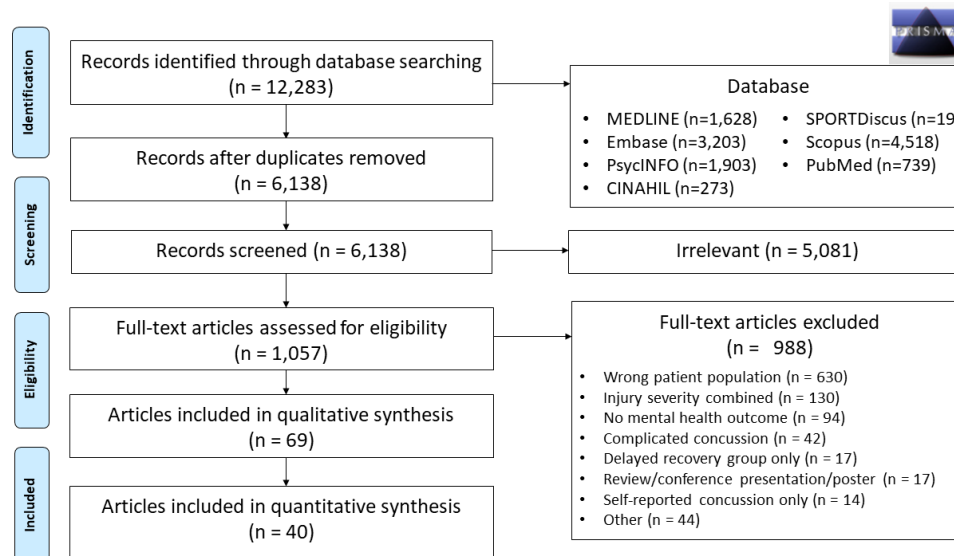 PRISMA
Identification
Records identified through database searching
(n = 12,283)
Database
• MEDLINE (n=1,628)
• Embase (n=3,203)
• PsycINFO (n=1,903)
• CINAHIL (n=273)
• SPORTDiscus (n=19
• Scopus (n=4,518)
• PubMed (n=739)
Records after duplicates removed
(n = 6,138)
Screening
Records screened (n = 6,138)
Irrelevant (n = 5,081)
Eligibility
Full-text articles assessed for eligibility
(n = 1,057)
Full-text articles excluded
(n = 988)
• Wrong patient population (n = 630)
• Injury severity combined (n = 130)
• No mental health outcome (n = 94)
• Complicated concussion (n = 42)
• Delayed recovery group only (n = 17)
• Review/conference presentation/poster (n = 17)
• Self-reported concussion only (n = 14)
• Other (n = 44)
Articles included in qualitative synthesis
(n = 69)
Included
Articles included in quantitative synthesis
(n = 40)